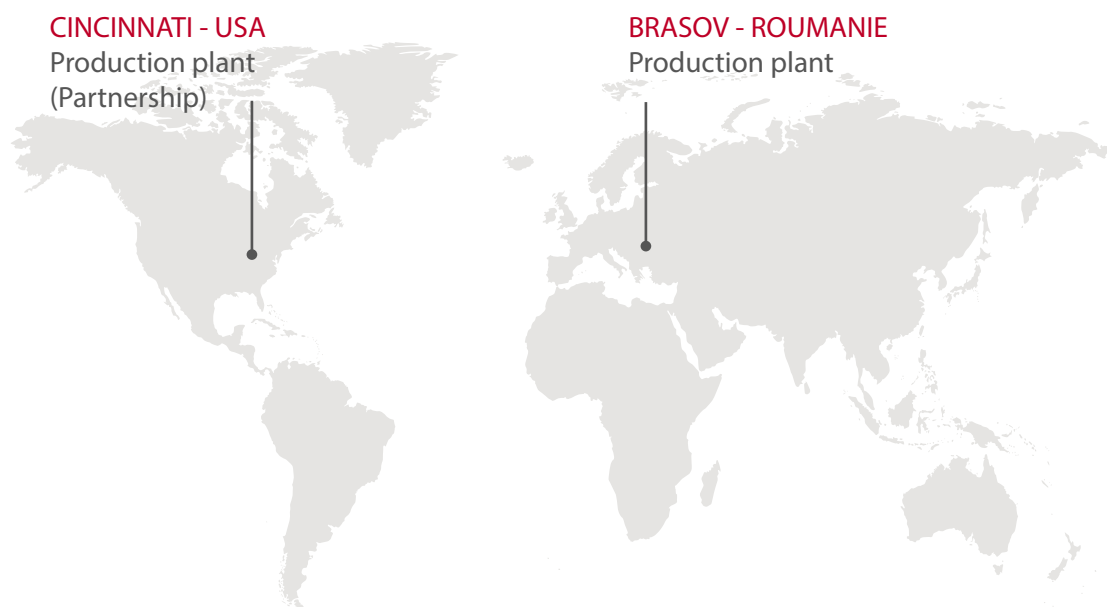 CINCINNATI - USA
Production plant
(Partnership)
BRASOV - ROUMANIE
Production plant